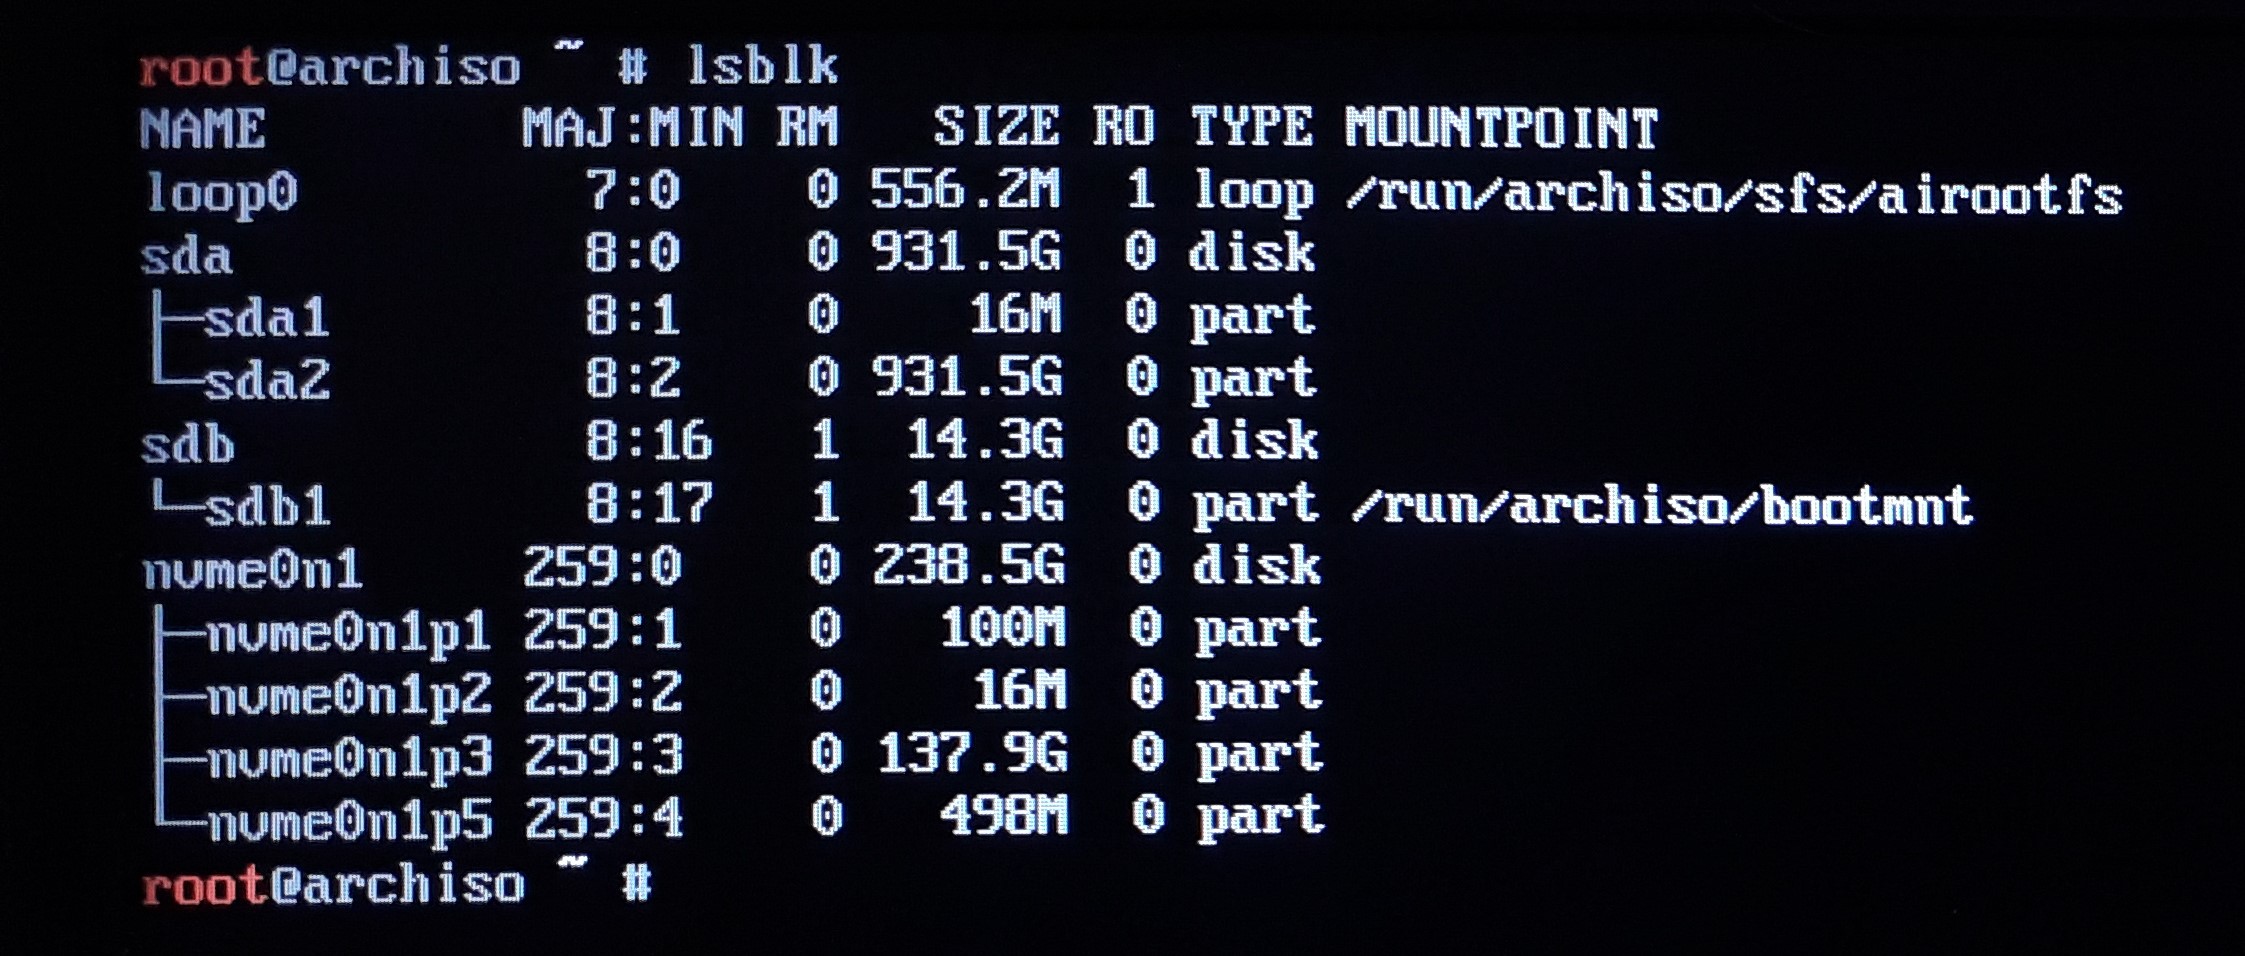 root@archiso ~ # lsblk
NAME        MAJ:MIN RM   SIZE RO TYPE MOUNTPOINT
loop0         7:0    0 556.2M  1 loop /run/archiso/sfs/airootfs
sda           8:0    0 931.5G  0 disk
├─sda1        8:1    0    16M  0 part
└─sda2        8:2    0 931.5G  0 part
sdb           8:16   1  14.3G  0 disk
└─sdb1        8:17   1  14.3G  0 part /run/archiso/bootmnt
nvme0n1     259:0    0 238.5G  0 disk
├─nvme0n1p1 259:1    0   100M  0 part
├─nvme0n1p2 259:2    0    16M  0 part
├─nvme0n1p3 259:3    0 137.9G  0 part
└─nvme0n1p5 259:4    0   498M  0 part
root@archiso ~ #